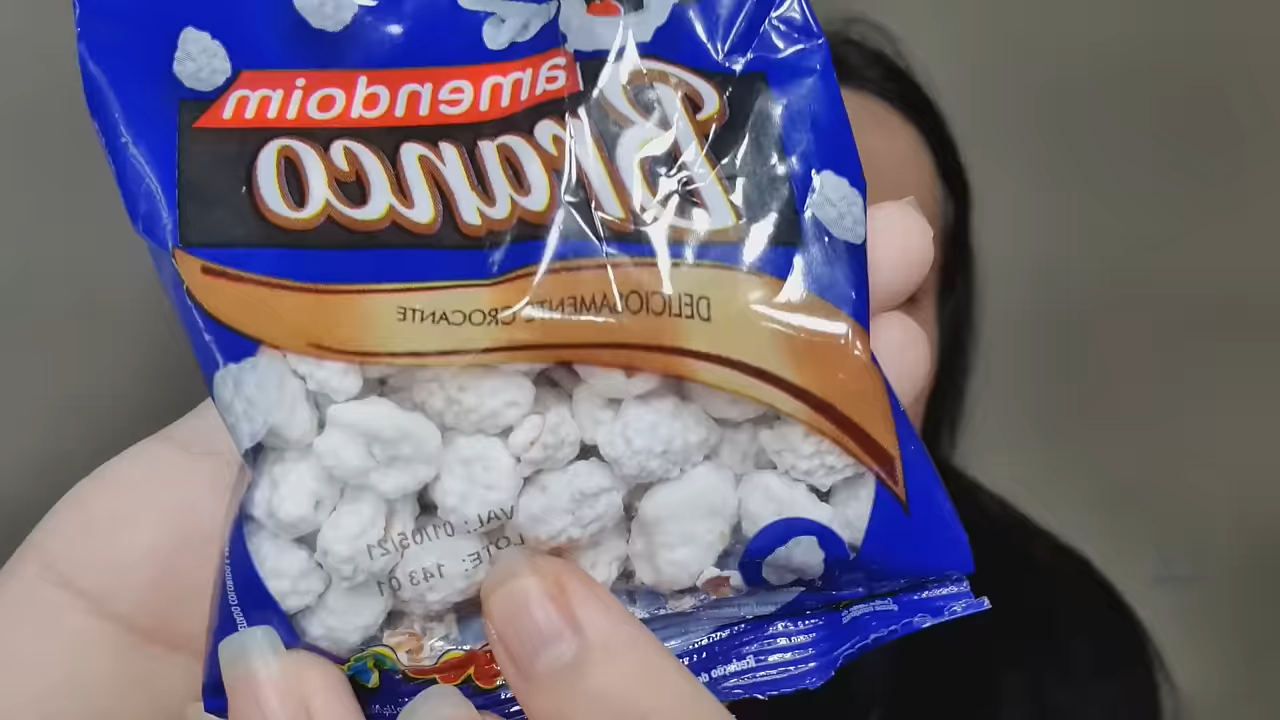 amendoim
Branco
DELICIOSAMENTE CROCANTE
VAL: 01/05/21
LOTE: 143 01